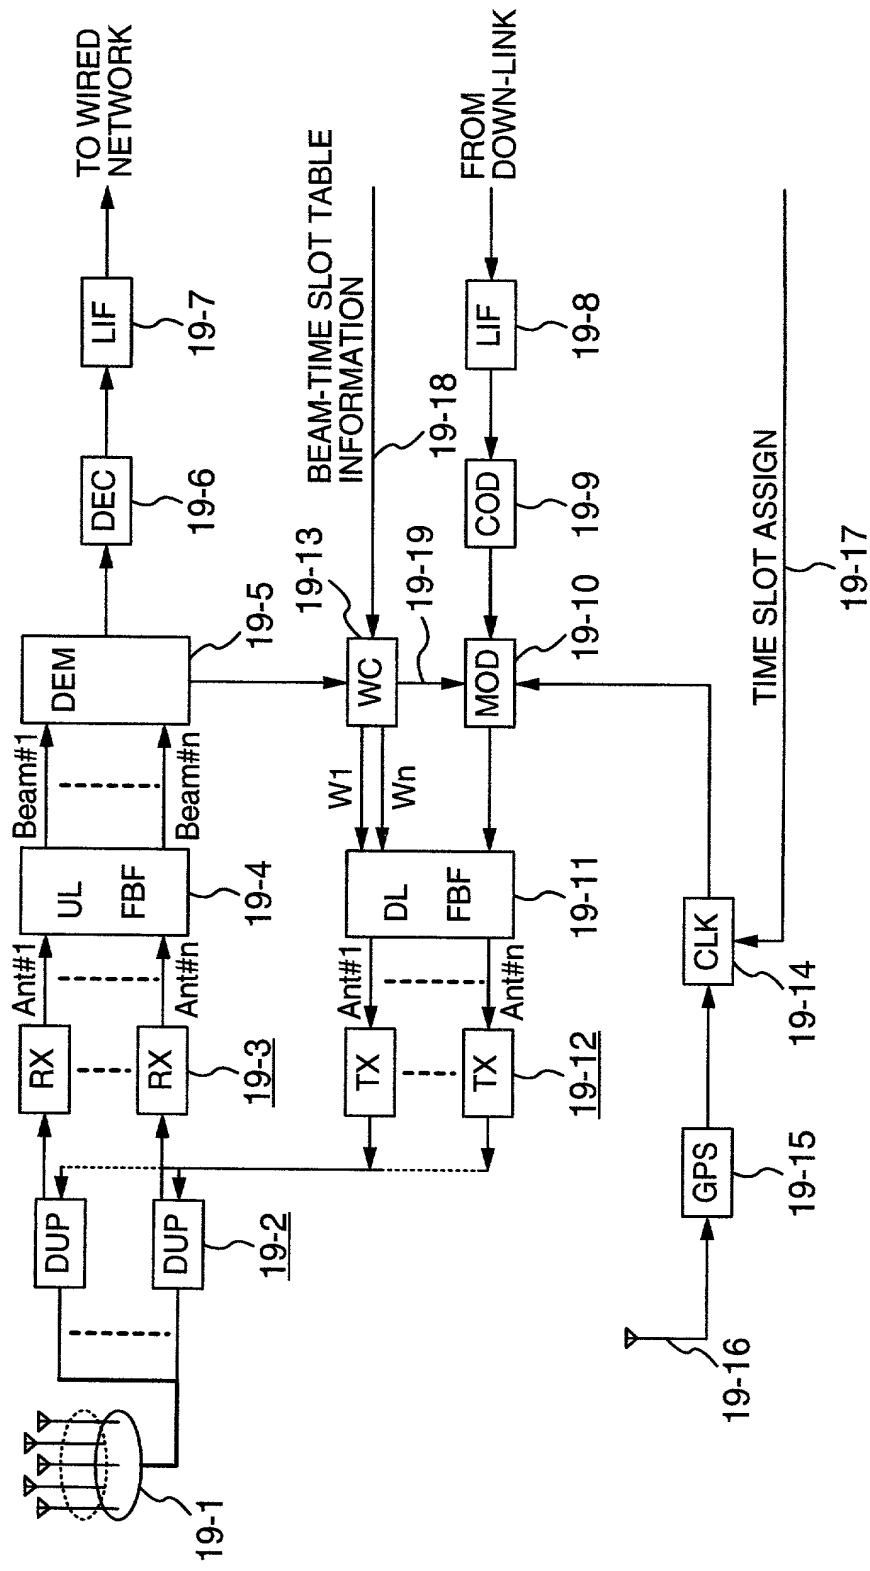 TO WIRED
NETWORK
LIF
19-7
DEC
19-6
DEM
19-5
Beam#1
Beam#n
UL
FBF
19-4
Ant#1
Ant#n
RX
RX
19-3
DUP
DUP
19-2
19-1
BEAM-TIME SLOT TABLE
INFORMATION
19-18
19-13
WC
19-19
W1
Wn
FROM
DOWN-LINK
LIF
19-8
COD
19-9
MOD
19-10
DL
FBF
19-11
Ant#1
Ant#n
TX
TX
19-12
TIME SLOT ASSIGN
19-17
CLK
19-14
GPS
19-15
19-16